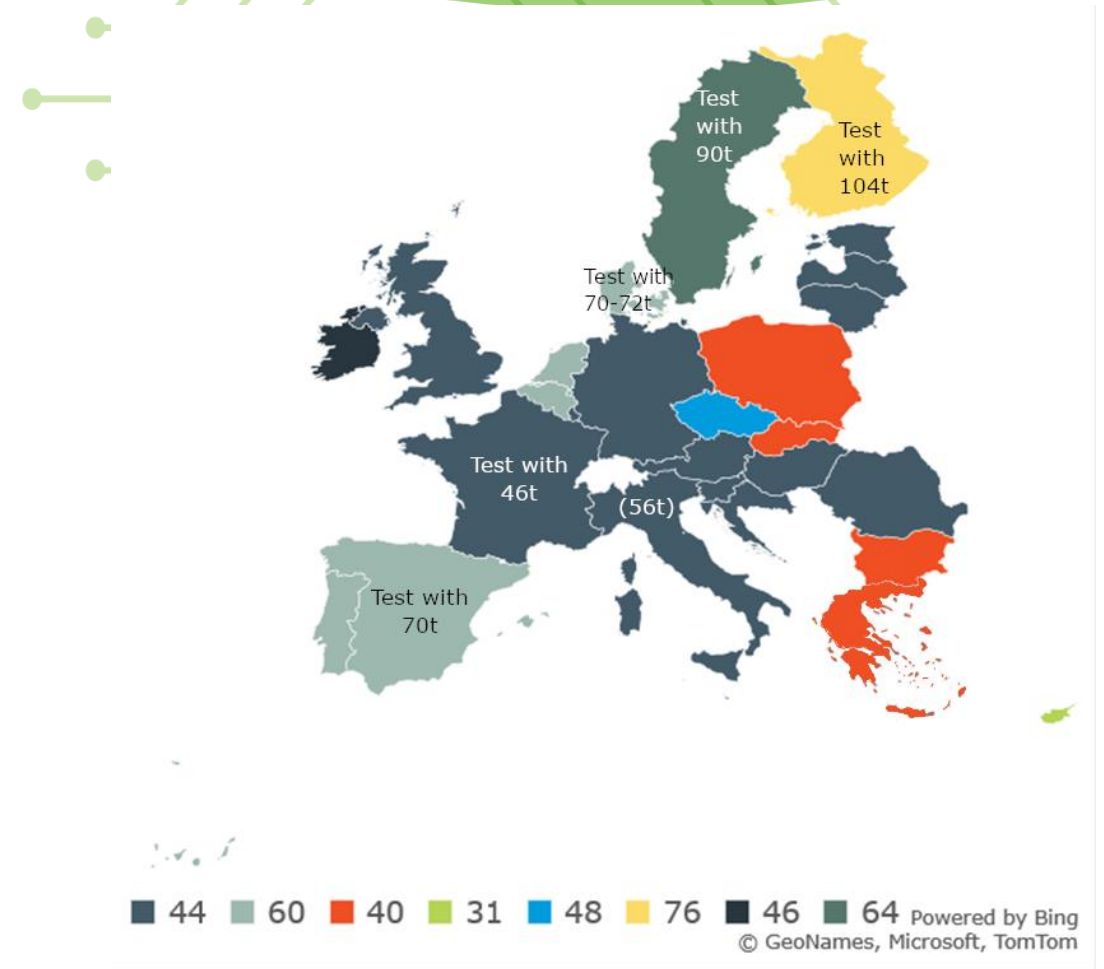 Test
with
90t
Test
with
104t
Test with
70-72t
Test with
46t
(56t)
Test with
70t
44 60 40 31 48 76 46 64
Powered by Bing
© GeoNames, Microsoft, TomTom